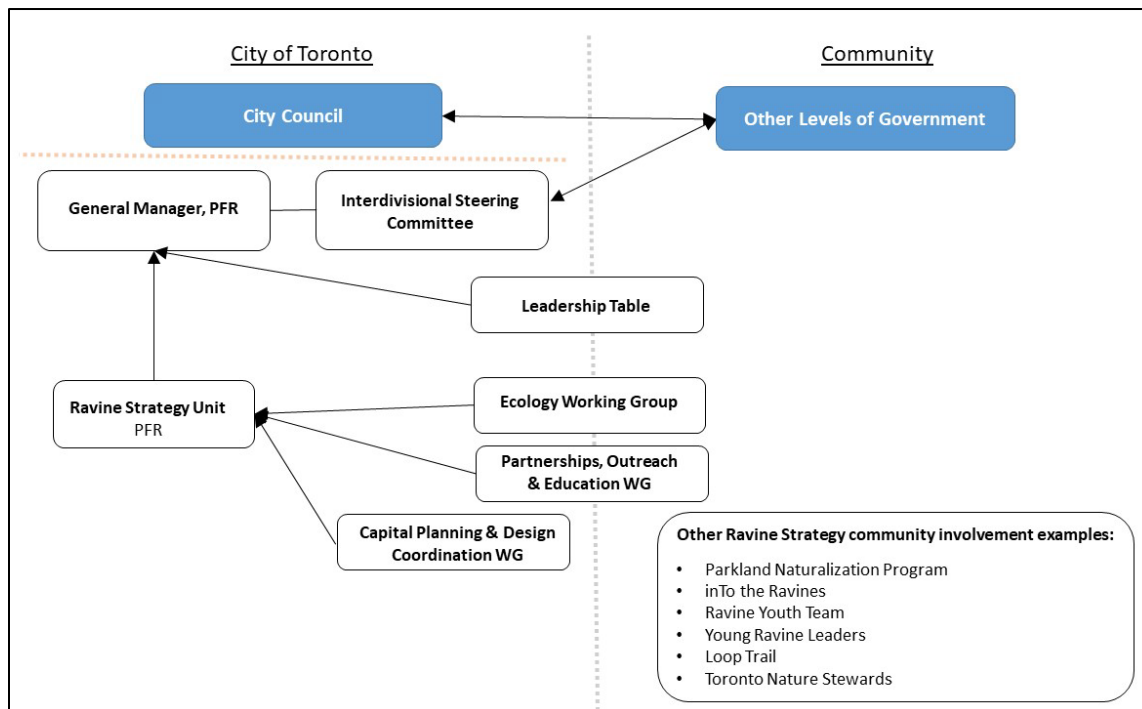 City of Toronto
Community
City Council
Other Levels of Government
General Manager, PFR
Interdivisional Steering
Committee
Leadership Table
Ravine Strategy Unit
PFR
Ecology Working Group
Partnerships, Outreach
& Education WG
Capital Planning & Design
Coordination WG
Other Ravine Strategy community involvement examples:
• Parkland Naturalization Program
• inTo the Ravines
• Ravine Youth Team
• Young Ravine Leaders
• Loop Trail
• Toronto Nature Stewards